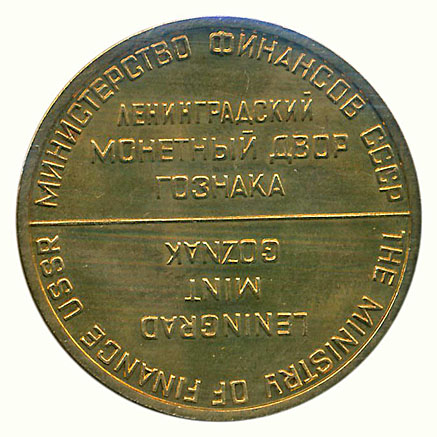 МИНИСТЕРСТВО ФИНАНСОВ СССР
ЛЕНИНГРАДСКИЙ
МОНЕТНЫЙ ДВОР
ГОЗНАКА
THE MINISTRY OF FINANCE USSR
LENINGRAD
MINT
GOZNAK